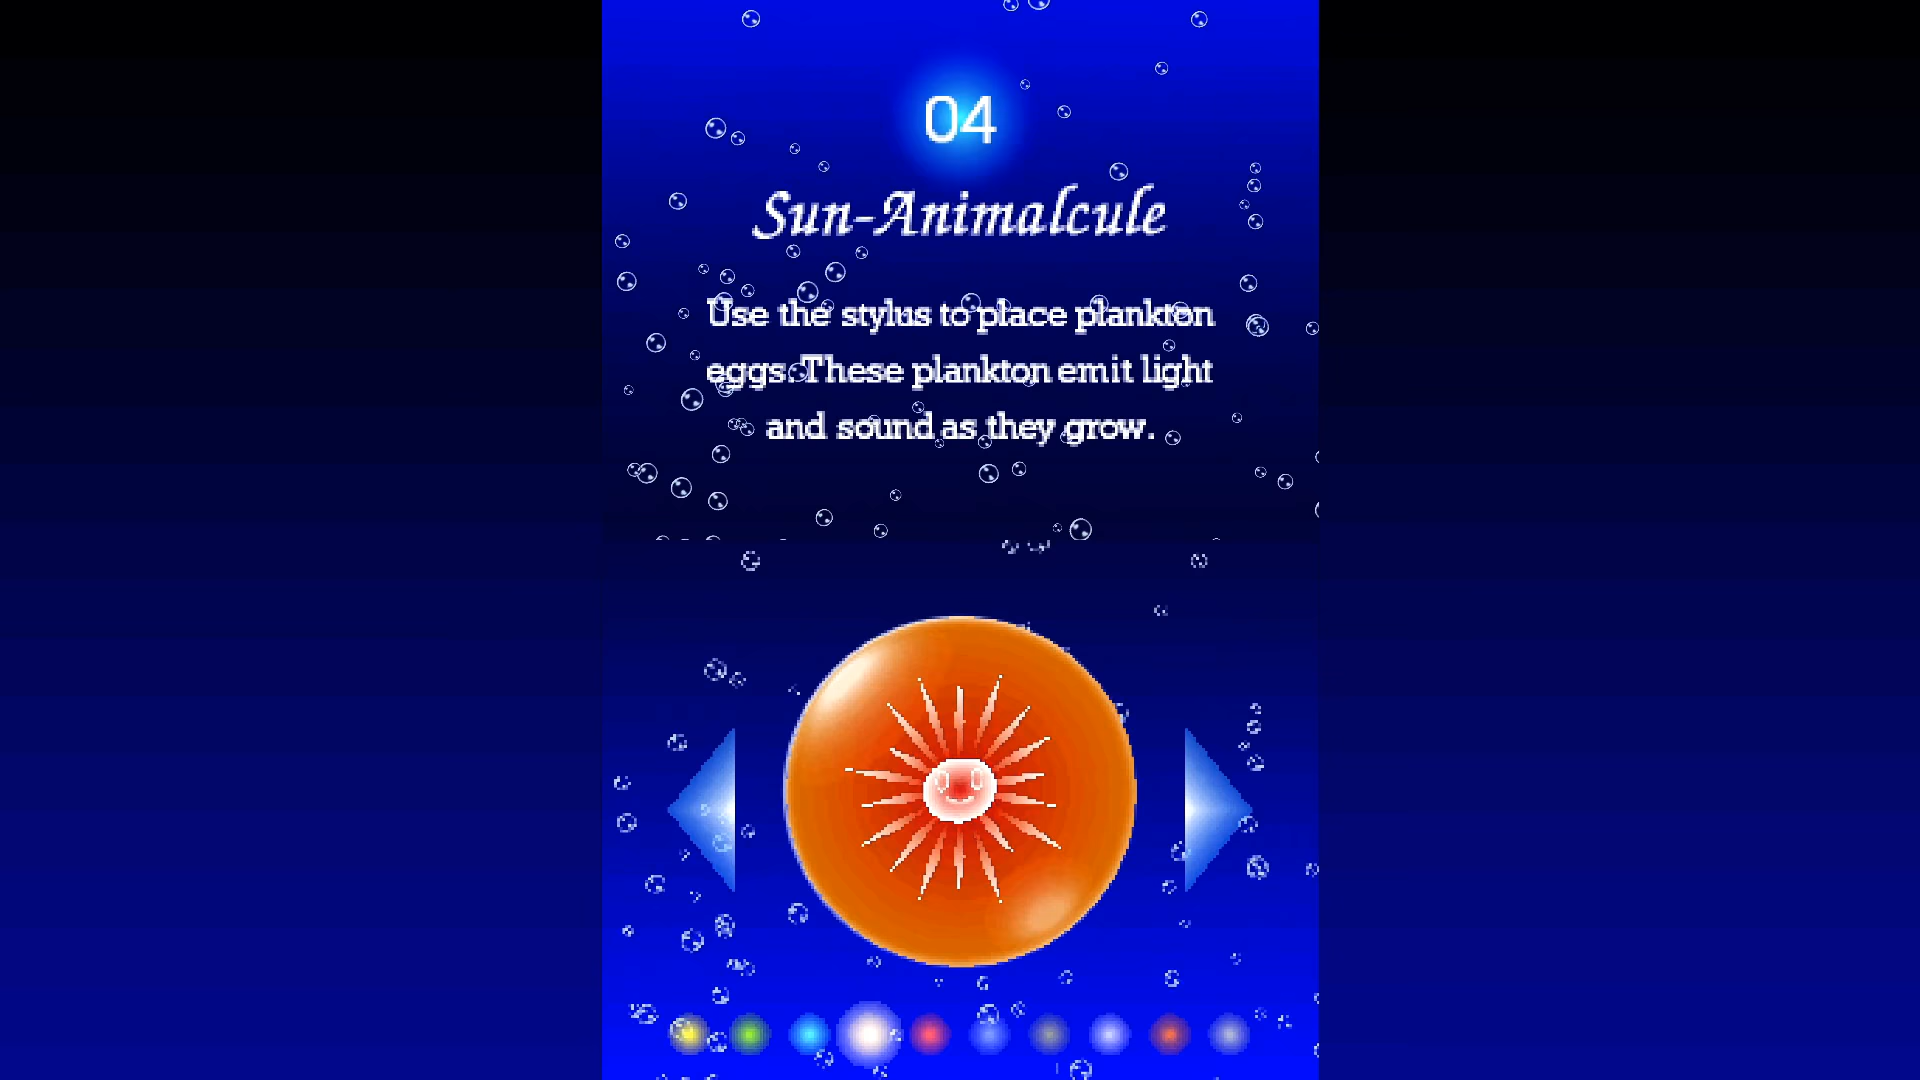 04
Sun-Animalcule
Use the stylus to place plankton
eggs. These plankton emit light
and sound as they grow.